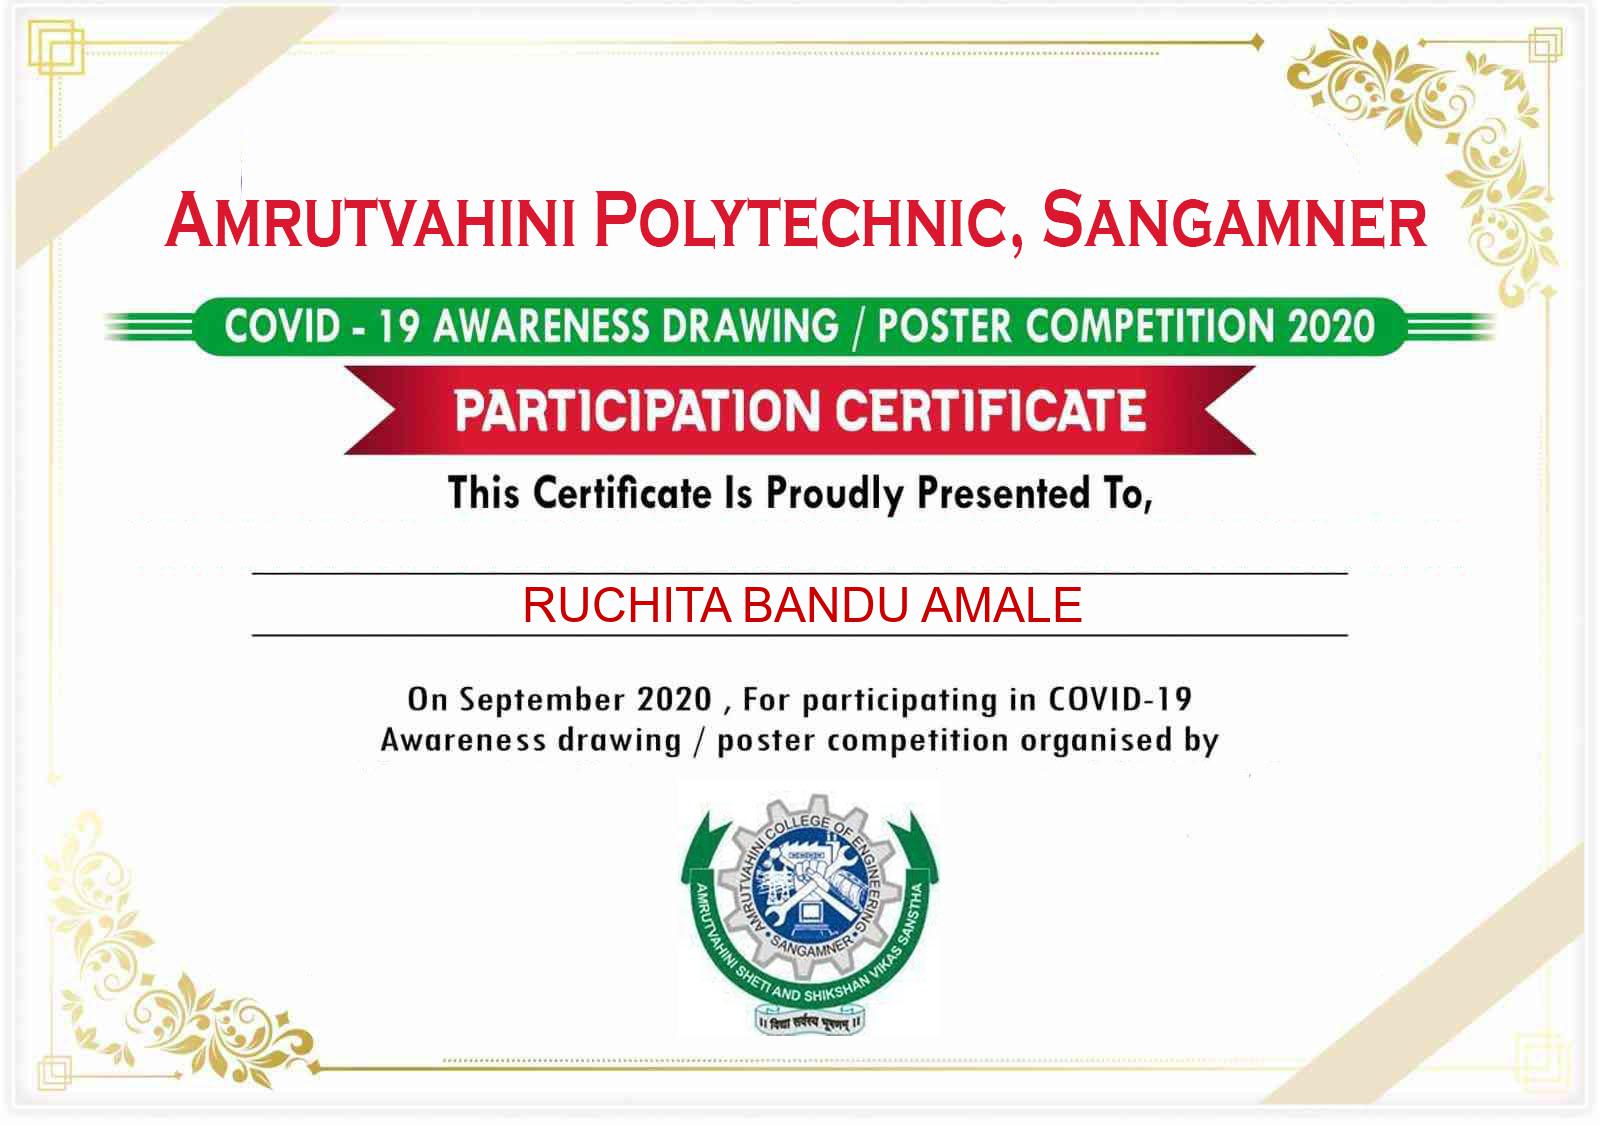 AMRUTVAHINI POLYTECHNIC, SANGAMNER
COVID - 19 AWARENESS DRAWING / POSTER COMPETITION 2020
PARTICIPATION CERTIFICATE
This Certificate Is Proudly Presented To,
RUCHITA BANDU AMALE
On September 2020 , For participating in COVID-19
Awareness drawing / poster competition organised by
AMRUTVAHINI COLLEGE OF ENGINEERING
• SANGAMNER •
AMRUTVAHINI SHETI AND SHIKSHAN VIKAS SANSTHA
॥ विद्या सर्वस्य भूषणम् ॥